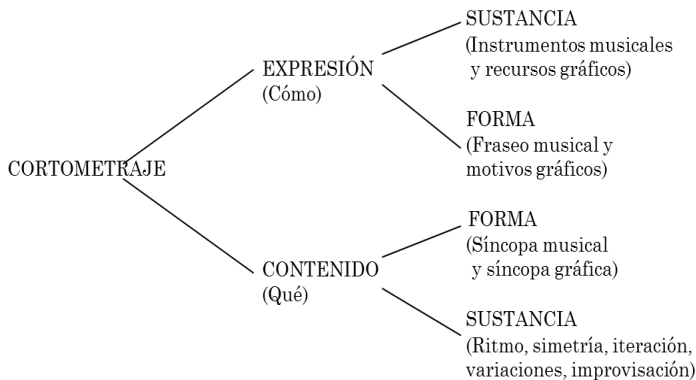 CORTOMETRAJE
EXPRESIÓN
(Cómo)
SUSTANCIA
(Instrumentos musicales
y recursos gráficos)
FORMA
(Fraseo musical y
motivos gráficos)
CONTENIDO
(Qué)
FORMA
(Síncopa musical
y síncopa gráfica)
SUSTANCIA
(Ritmo, simetría, iteración,
variaciones, improvisación)